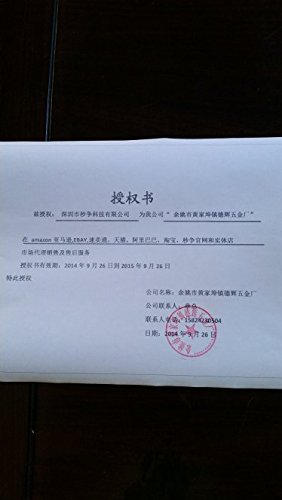 授权书
兹授权: 深圳市秒争科技有限公司 为我公司“ 余姚市黄家埠镇德辉五金厂”
在 amazon 亚马逊,EBAY,速卖通, 天猫, 阿里巴巴, 淘宝, 秒争官网和实体店
市场代理销售及售后服务
授权书有效期: 2014 年 9 月 26 日到 2015 年 9 月 26 日
特此授权
公司名称: 余姚市黄家埠镇德辉五金厂
公司联系人:
联系人电话:
日期: 2014 年 9 月 26 日